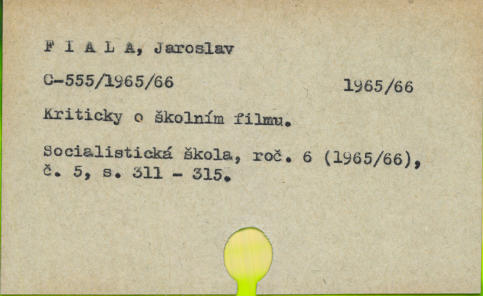 F I A L A, Jaroslav
C-555/1965/66 1965/66
Kriticky o školním filmu.
Socialistická škola, roč. 6 (1965/66),
č. 5, s. 311 - 315.